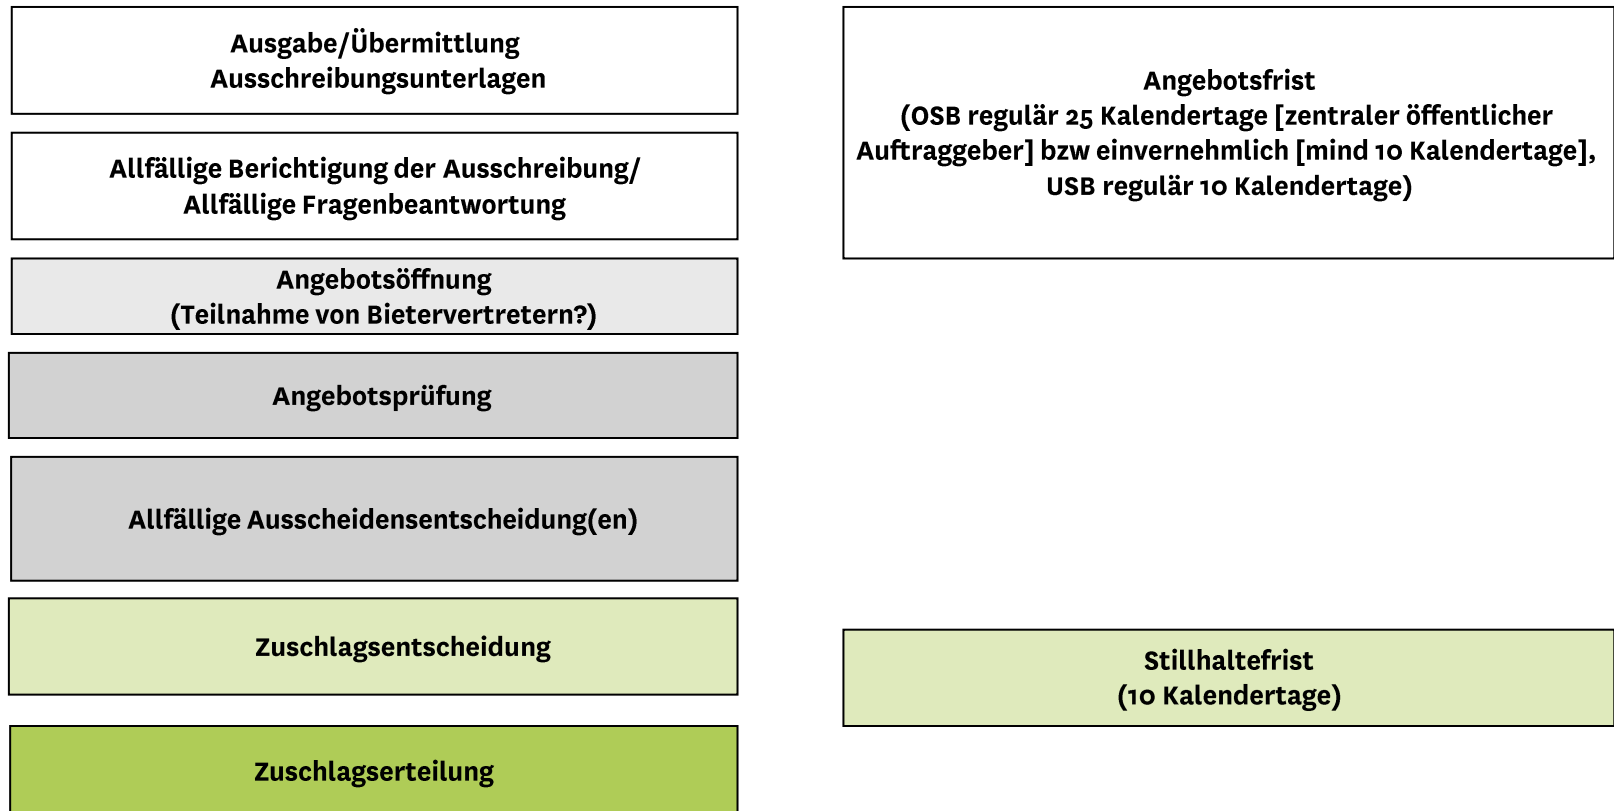 Ausgabe/Übermittlung
Ausschreibungsunterlagen
Allfällige Berichtigung der Ausschreibung/
Allfällige Fragenbeantwortung
Angebotsöffnung
(Teilnahme von Bietervertretern?)
Angebotsprüfung
Allfällige Ausscheidensentscheidung(en)
Zuschlagsentscheidung
Zuschlagserteilung
Angebotsfrist
(OSB regulär 25 Kalendertage [zentraler öffentlicher
Auftraggeber] bzw einvernehmlich [mind 10 Kalendertage],
USB regulär 10 Kalendertage)
Stillhaltefrist
(10 Kalendertage)